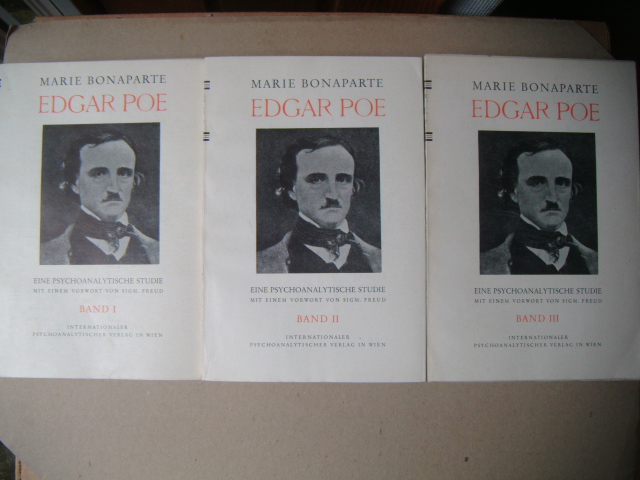 MARIE BONAPARTE
EDGAR POE
EINE PSYCHOANALYTISCHE STUDIE
MIT EINEM VORWORT VON SIGM. FREUD
BAND I
INTERNATIONALER
PSYCHOANALYTISCHER VERLAG IN WIEN
MARIE BONAPARTE
EDGAR POE
EINE PSYCHOANALYTISCHE STUDIE
MIT EINEM VORWORT VON SIGM. FREUD
BAND II
INTERNATIONALER
PSYCHOANALYTISCHER VERLAG IN WIEN
MARIE BONAPARTE
EDGAR POE
EINE PSYCHOANALYTISCHE STUDIE
MIT EINEM VORWORT VON SIGM. FREUD
BAND III
INTERNATIONALER
PSYCHOANALYTISCHER VERLAG IN WIEN